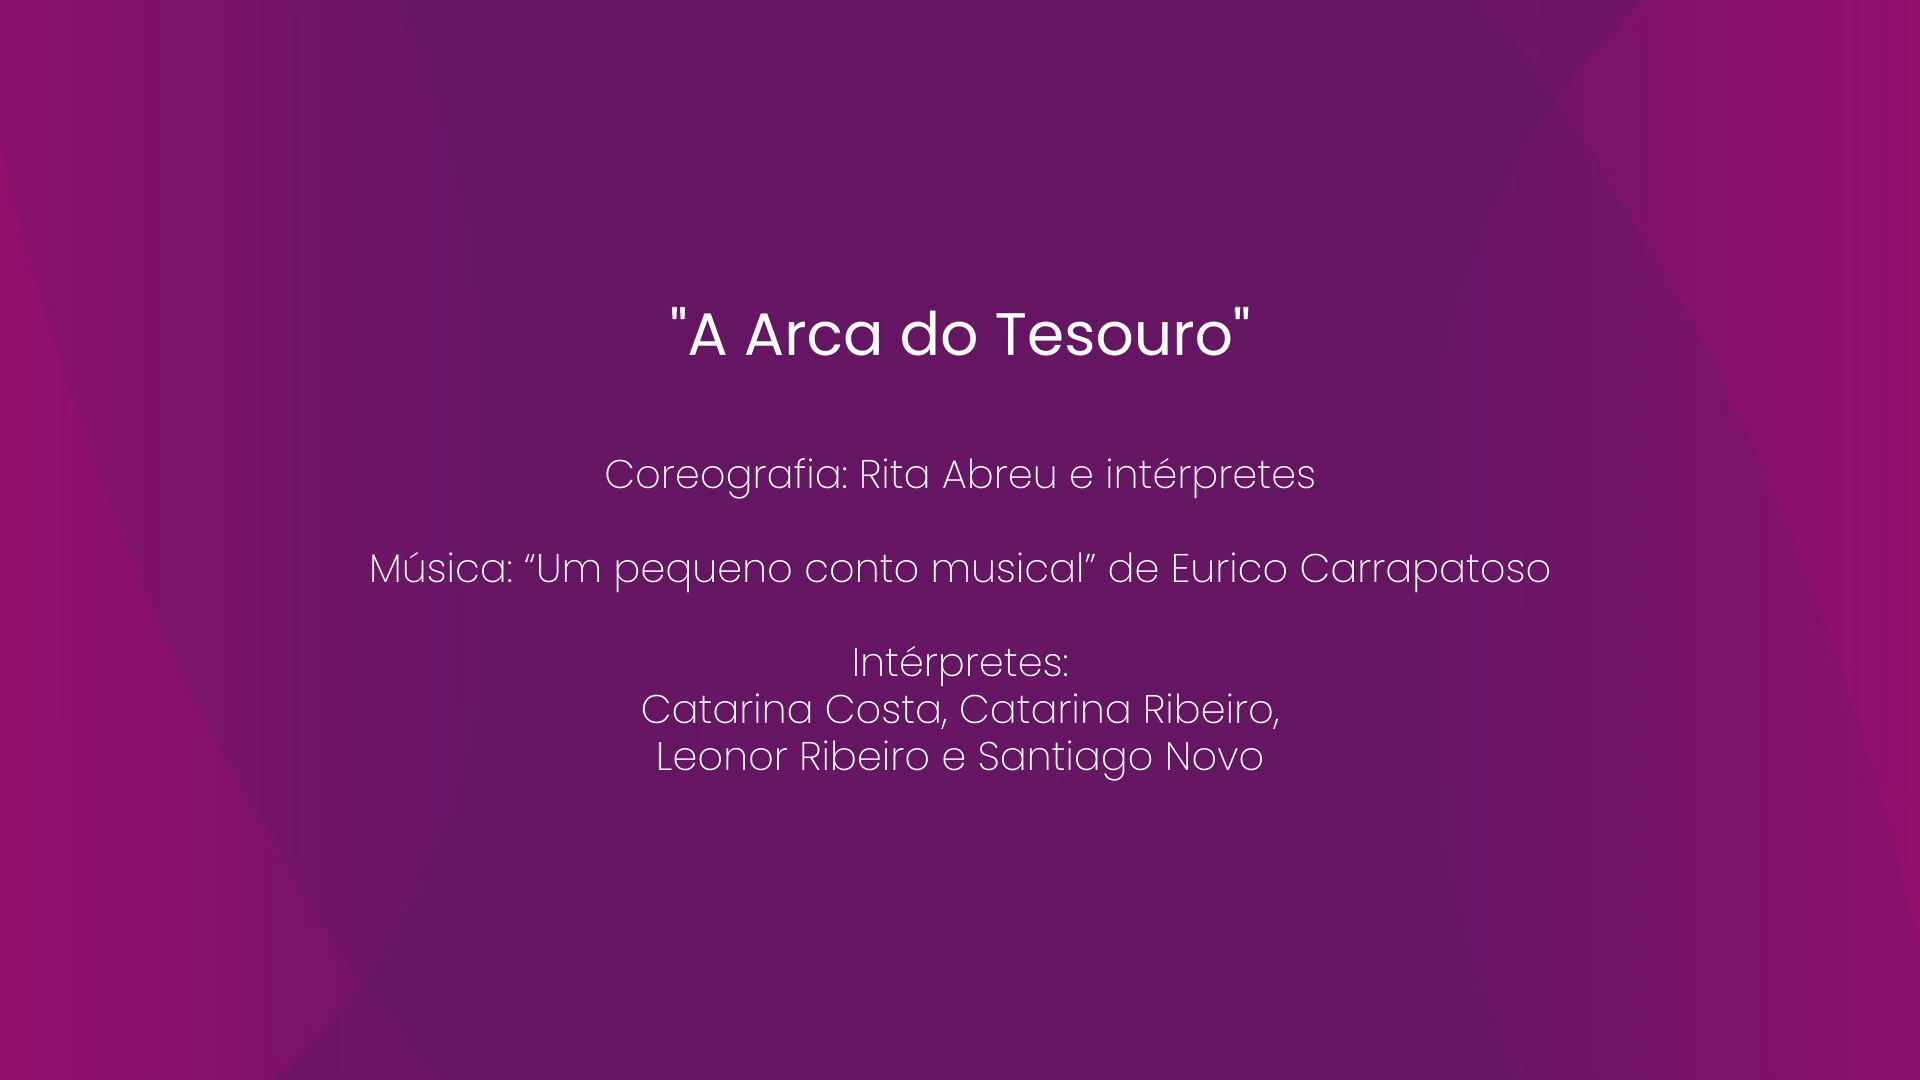 "A Arca do Tesouro"
Coreografia: Rita Abreu e intérpretes
Música: “Um pequeno conto musical” de Eurico Carrapatoso
Intérpretes:
Catarina Costa, Catarina Ribeiro,
Leonor Ribeiro e Santiago Novo